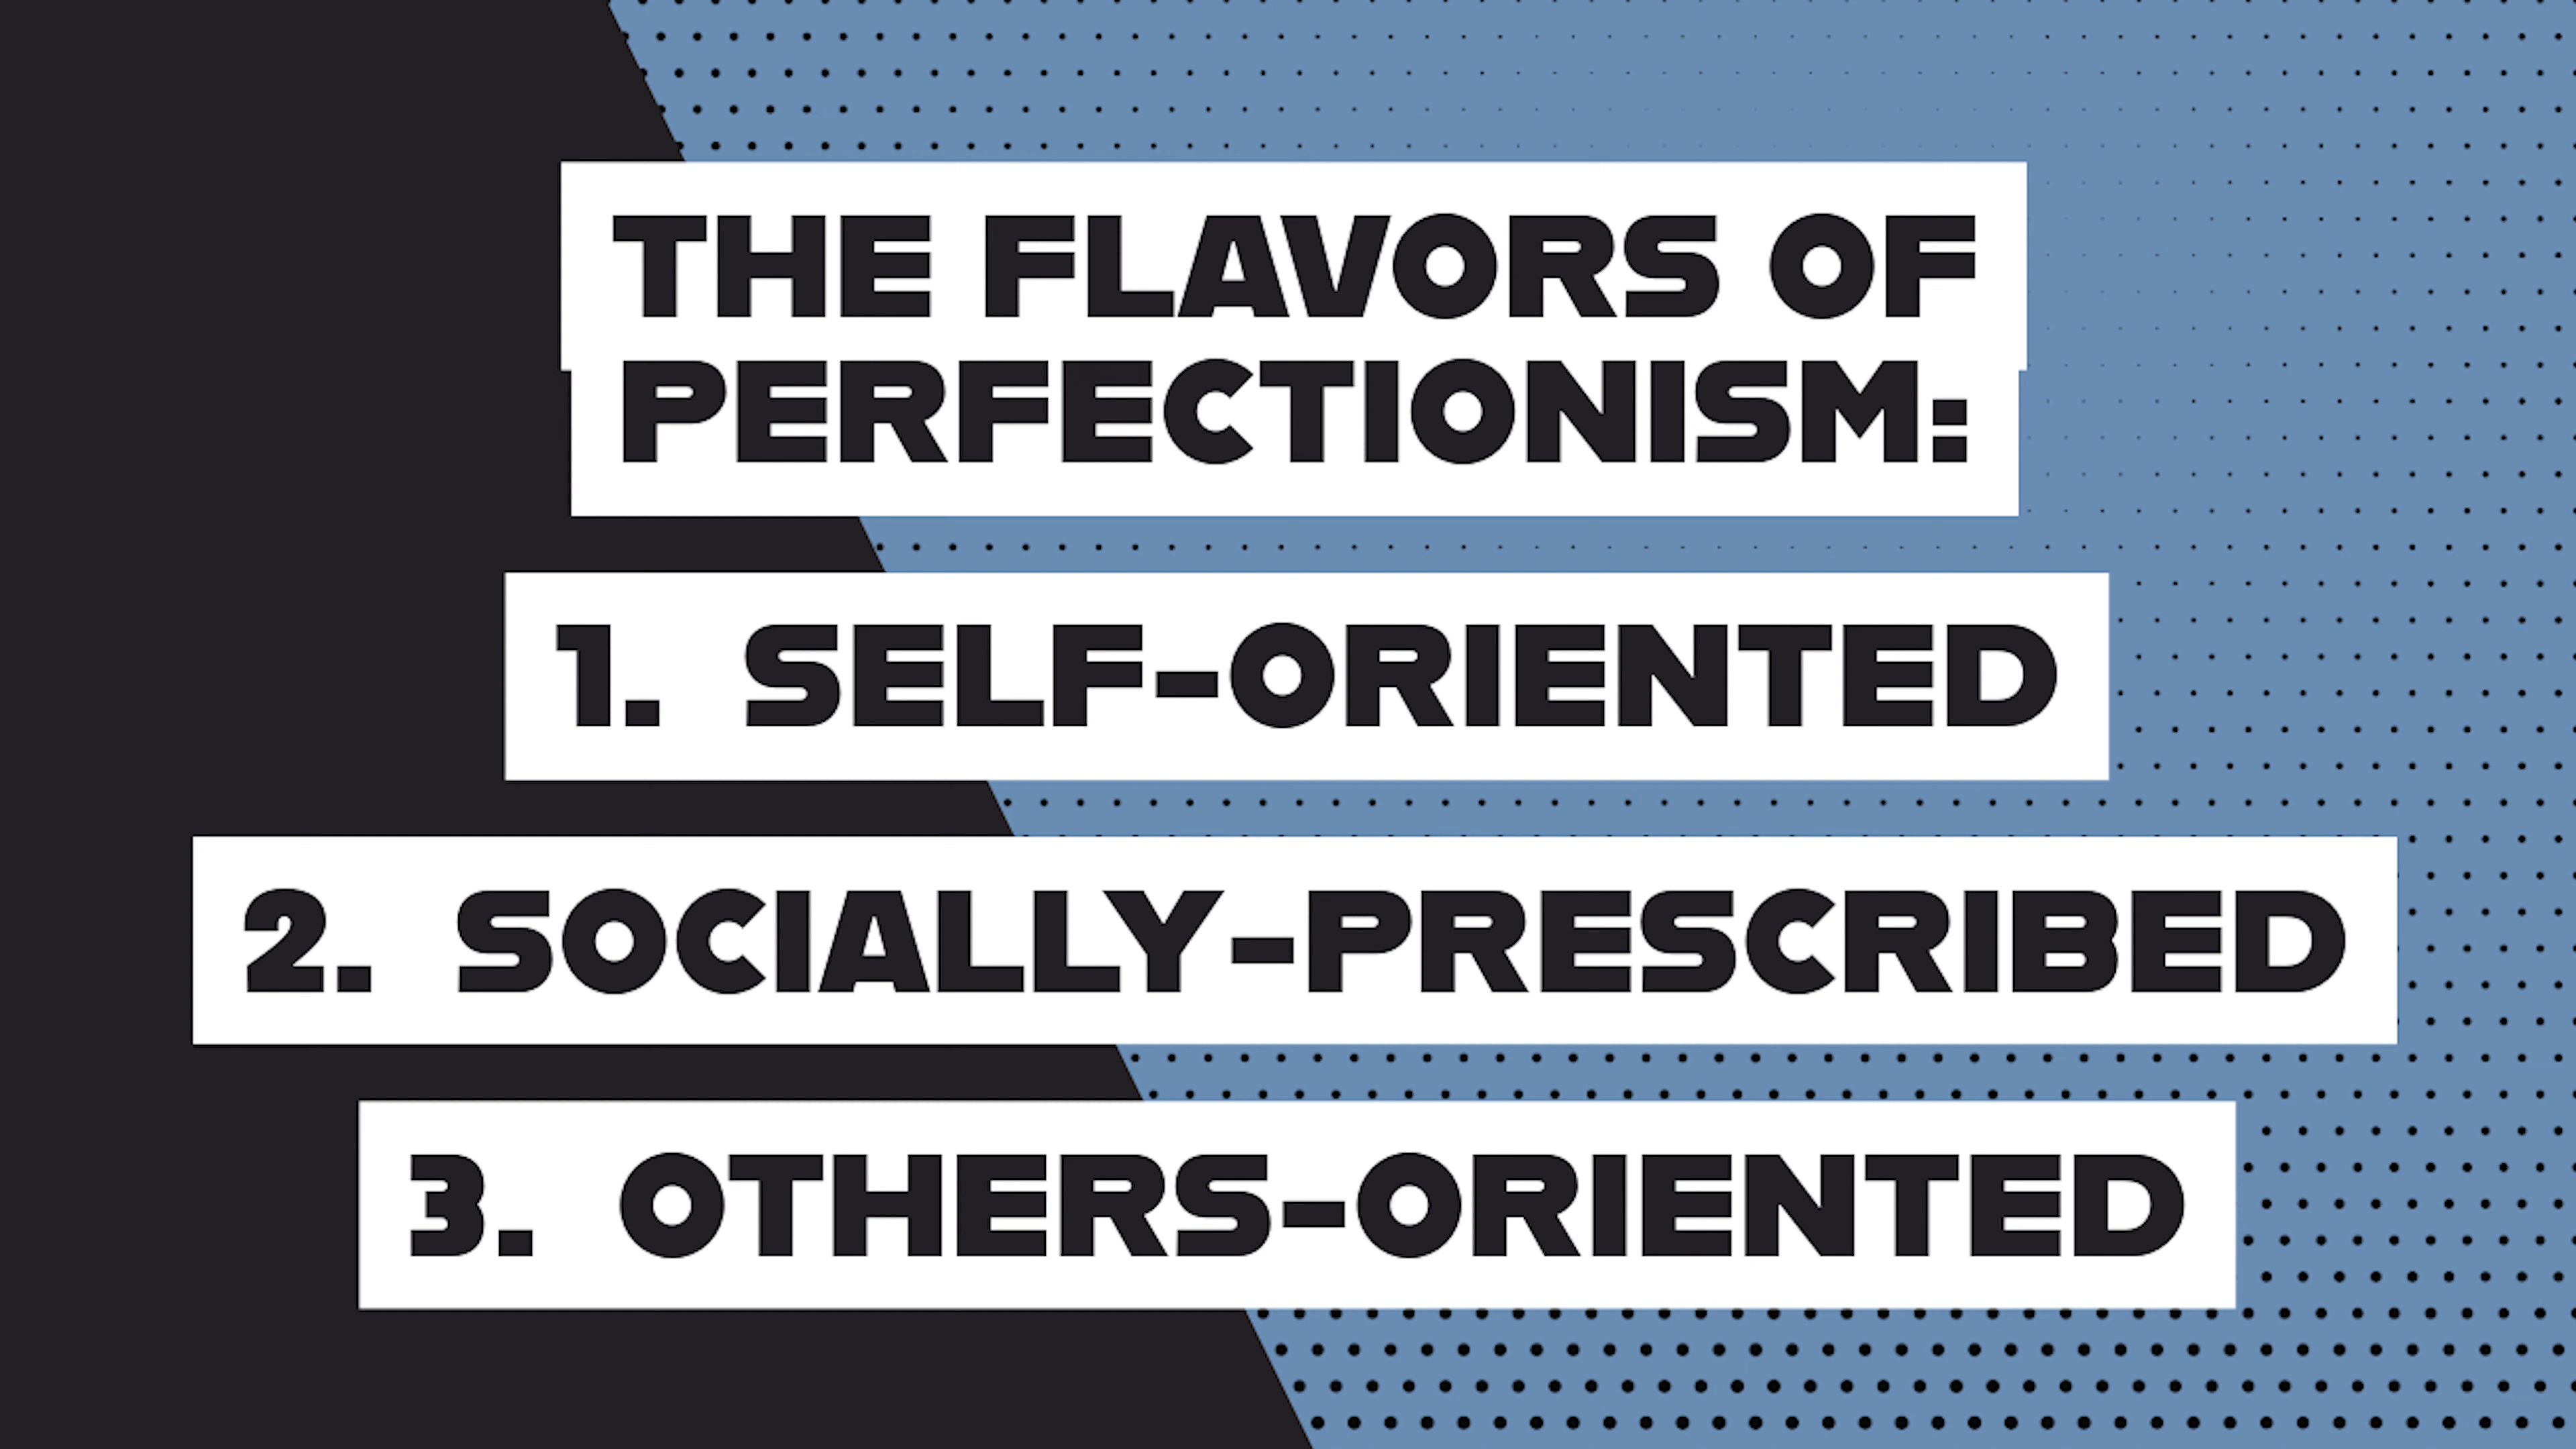 THE FLAVORS OF
PERFECTIONISM:
1. SELF-ORIENTED
2. SOCIALLY-PRESCRIBED
3. OTHERS-ORIENTED